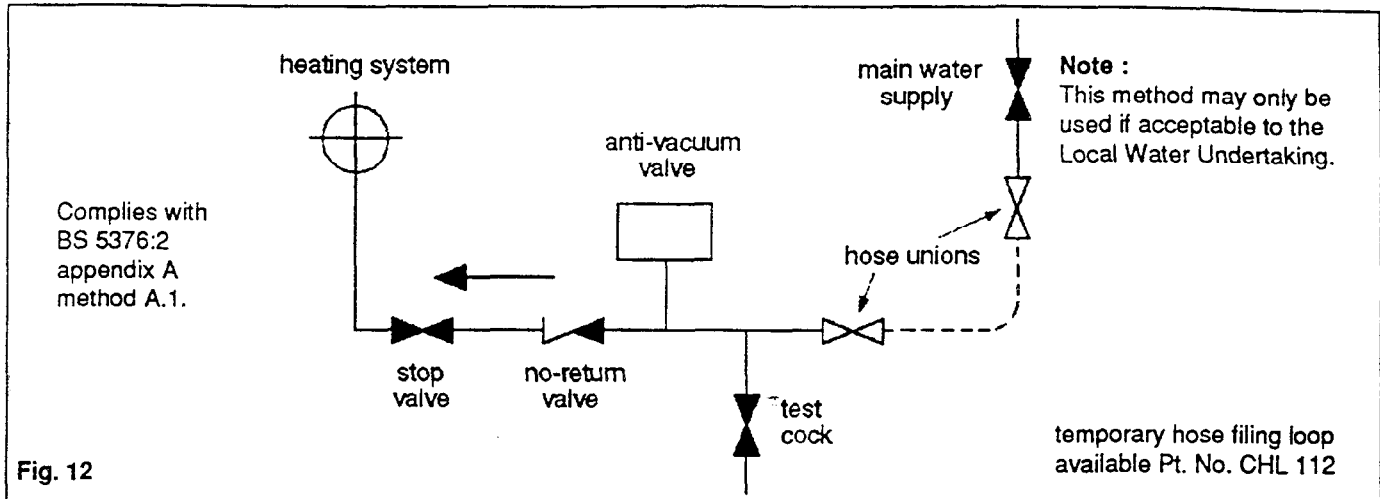 heating system
main water
supply
Note :
This method may only be
used if acceptable to the
Local Water Undertaking.
anti-vacuum
valve
Complies with
BS 5376:2
appendix A
method A.1.
hose unions
stop
valve
no-return
valve
test
cock
temporary hose filing loop
available Pt. No. CHL 112
Fig. 12